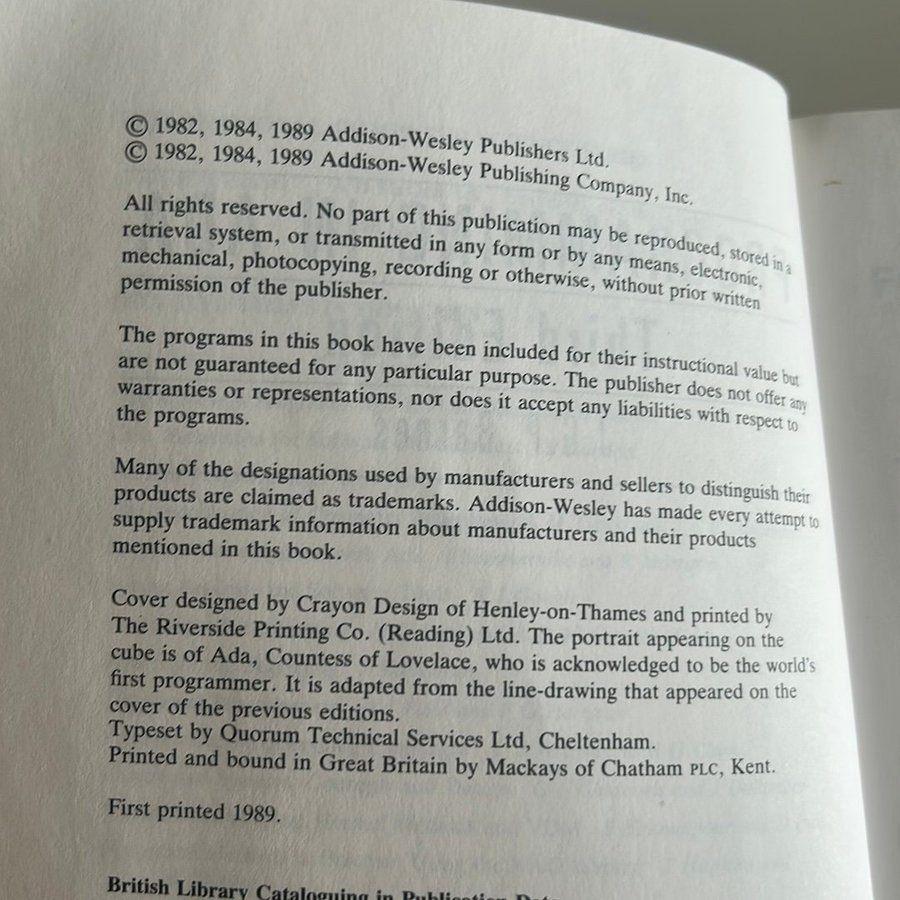 © 1982, 1984, 1989 Addison-Wesley Publishers Ltd.
© 1982, 1984, 1989 Addison-Wesley Publishing Company, Inc.
All rights reserved. No part of this publication may be reproduced, stored in a
retrieval system, or transmitted in any form or by any means, electronic,
mechanical, photocopying, recording or otherwise, without prior written
permission of the publisher.
The programs in this book have been included for their instructional value but
are not guaranteed for any particular purpose. The publisher does not offer any
warranties or representations, nor does it accept any liabilities with respect to
the programs.
Many of the designations used by manufacturers and sellers to distinguish their
products are claimed as trademarks. Addison-Wesley has made every attempt to
supply trademark information about manufacturers and their products
mentioned in this book.
Cover designed by Crayon Design of Henley-on-Thames and printed by
The Riverside Printing Co. (Reading) Ltd. The portrait appearing on the
cube is of Ada, Countess of Lovelace, who is acknowledged to be the world's
first programmer. It is adapted from the line-drawing that appeared on the
cover of the previous editions.
Typeset by Quorum Technical Services Ltd, Cheltenham.
Printed and bound in Great Britain by Mackays of Chatham PLC, Kent.
First printed 1989.
British Library Cataloguing in Publication Data